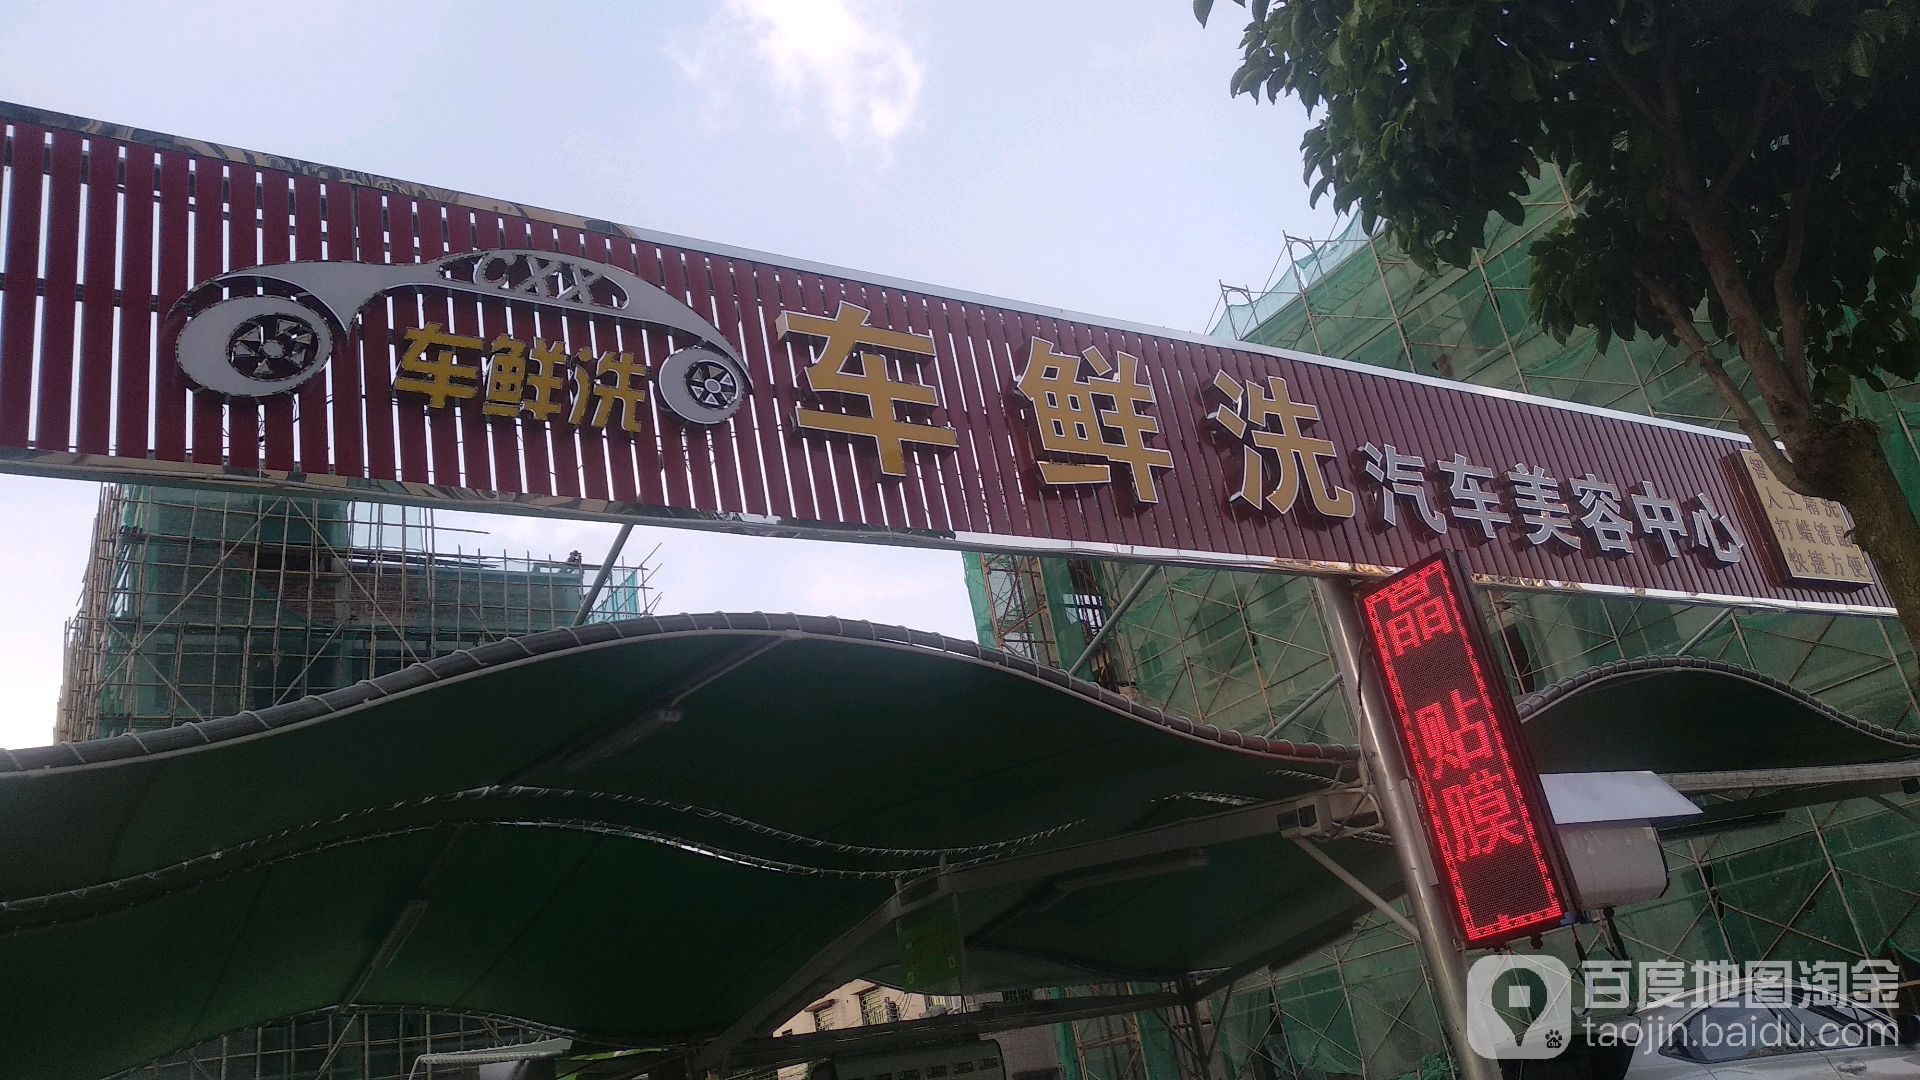 CXX
车鲜洗
车鲜洗
汽车美容中心
人工精洗
打蜡镀晶
快捷方便
晶 贴膜
百度地图淘金
taojin.baidu.com